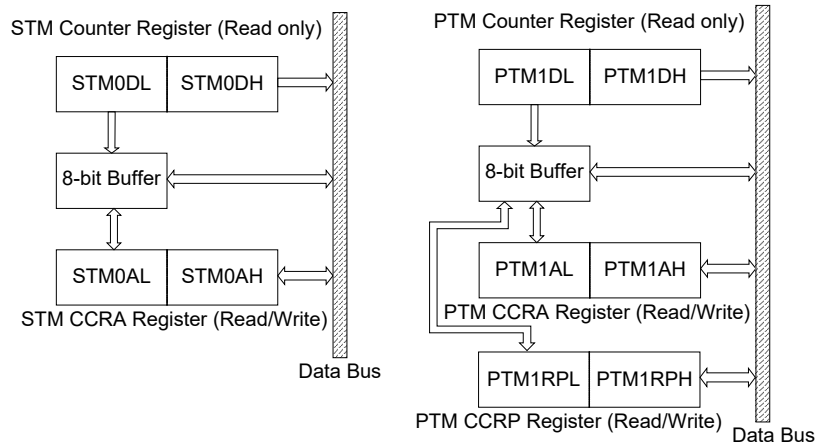 STM Counter Register (Read only)
STM0DL STM0DH
8-bit Buffer
STM0AL STM0AH
STM CCRA Register (Read/Write)
Data Bus
PTM Counter Register (Read only)
PTM1DL PTM1DH
8-bit Buffer
PTM1AL PTM1AH
PTM CCRA Register (Read/Write)
PTM1RPL PTM1RPH
PTM CCRP Register (Read/Write)
Data Bus